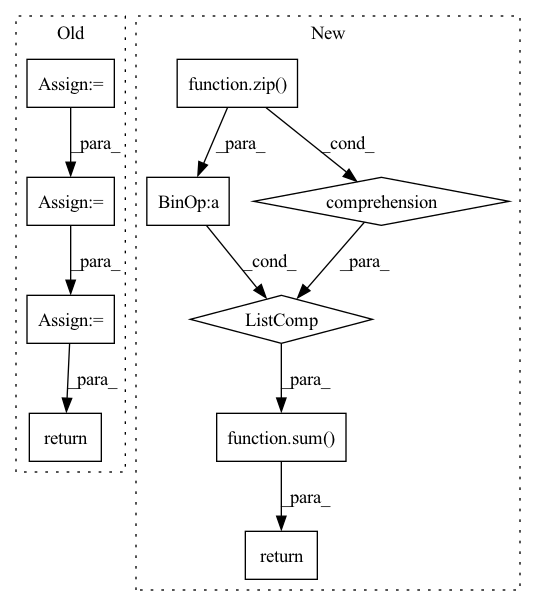 Old
New
Assign:=
function.zip()
_para_
_para_
_cond_
Assign:=
BinOp:a
comprehension
_para_
_cond_
_para_
Assign:=
ListComp
_para_
_para_
return
function.sum()
_para_
return